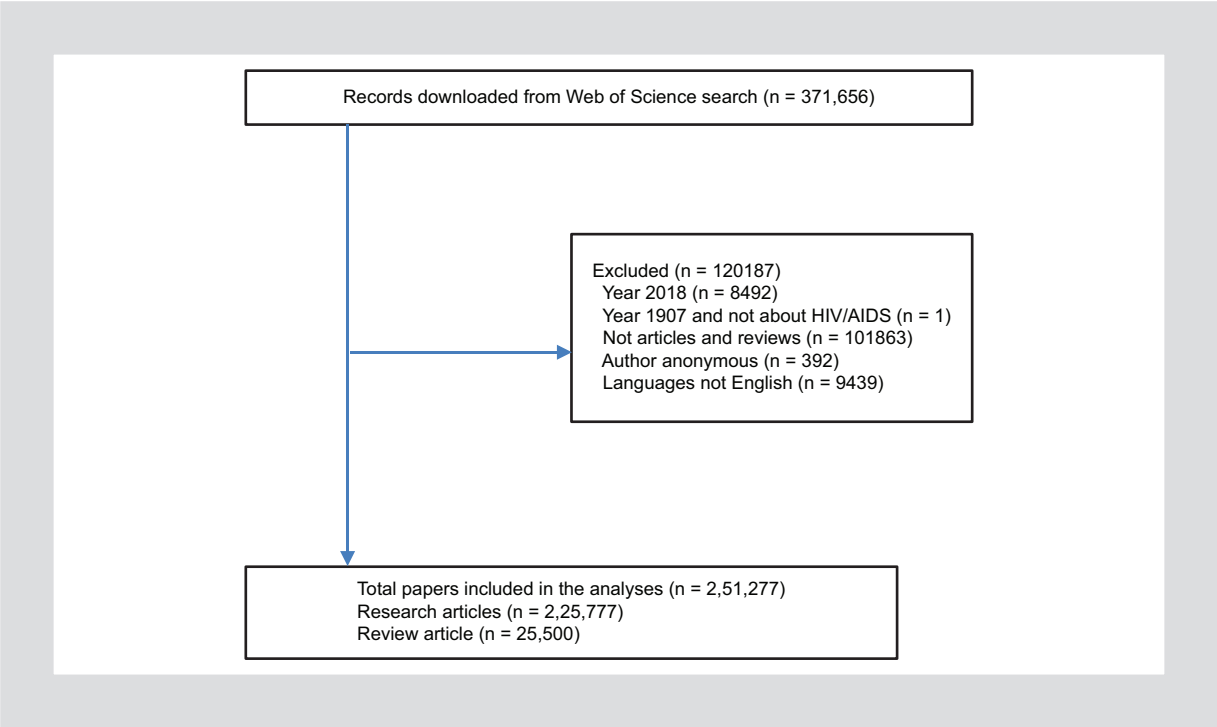 Records downloaded from Web of Science search (n = 371,656)
Excluded (n = 120187)
Year 2018 (n = 8492)
Year 1907 and not about HIV/AIDS (n = 1)
Not articles and reviews (n = 101863)
Author anonymous (n = 392)
Languages not English (n = 9439)
Total papers included in the analyses (n = 2,51,277)
Research articles (n = 2,25,777)
Review article (n = 25,500)